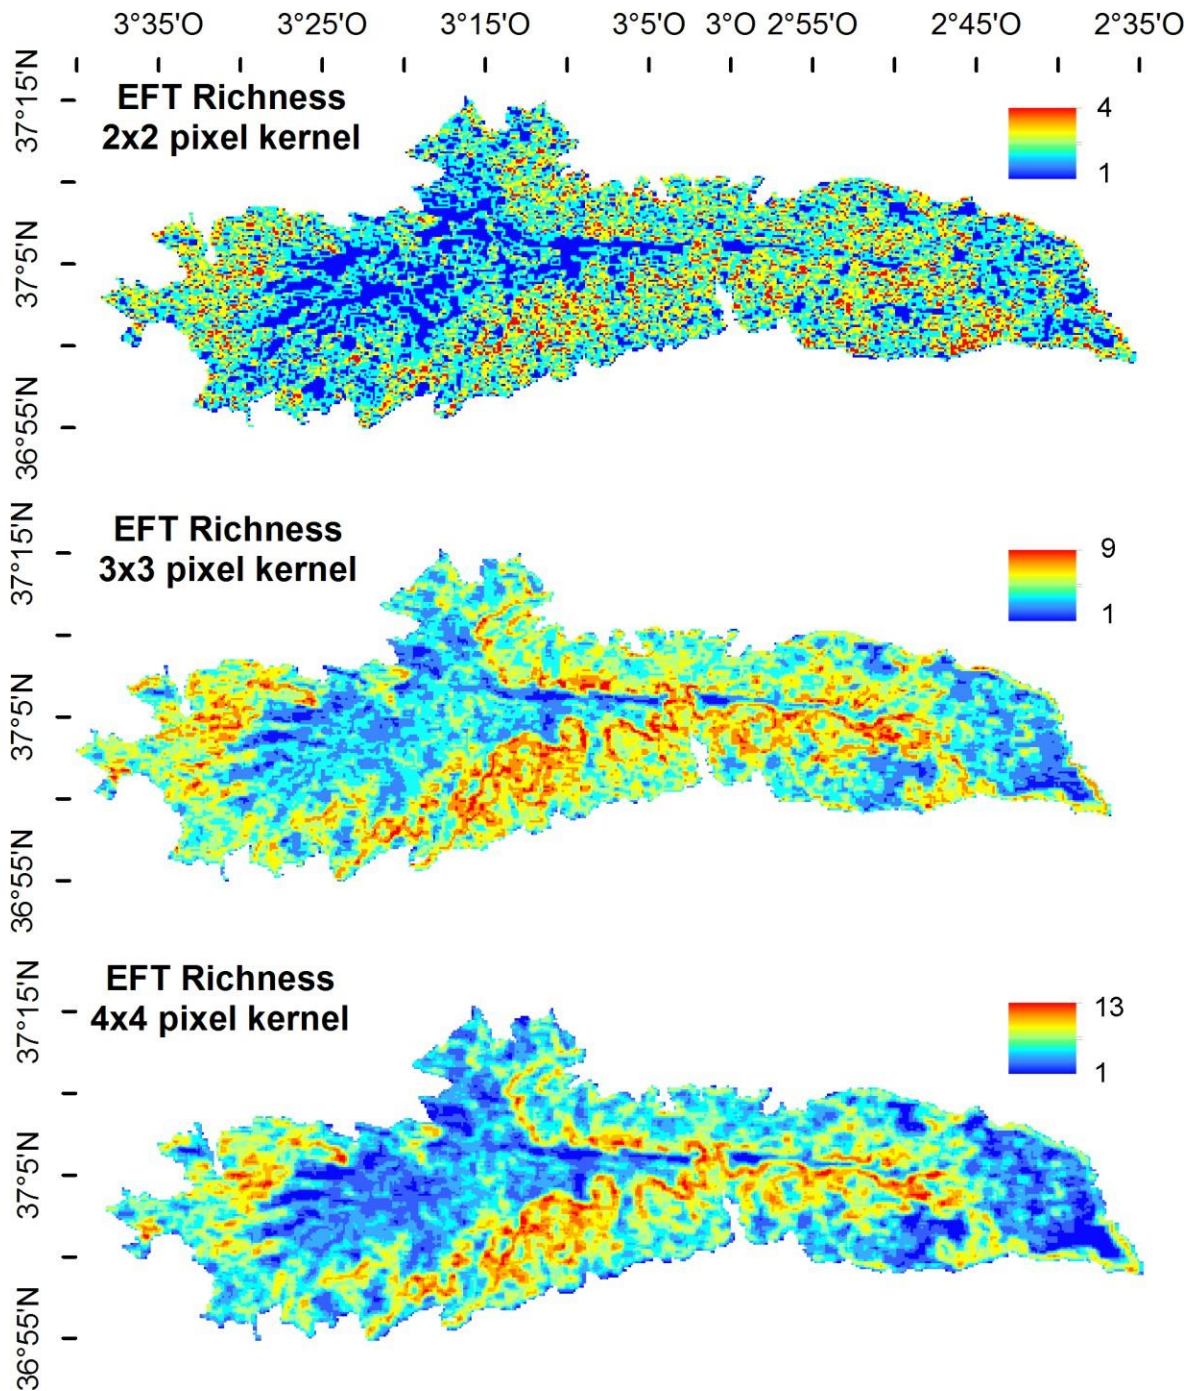 3°35'O 3°25'O 3°15'O 3°5'O 3°O 2°55'O 2°45'O 2°35'O
37°15'N
EFT Richness
2x2 pixel kernel
4
1
37°5'N
36°55'N
37°15'N
EFT Richness
3x3 pixel kernel
9
1
37°5'N
36°55'N
37°15'N
EFT Richness
4x4 pixel kernel
13
1
37°5'N
36°55'N